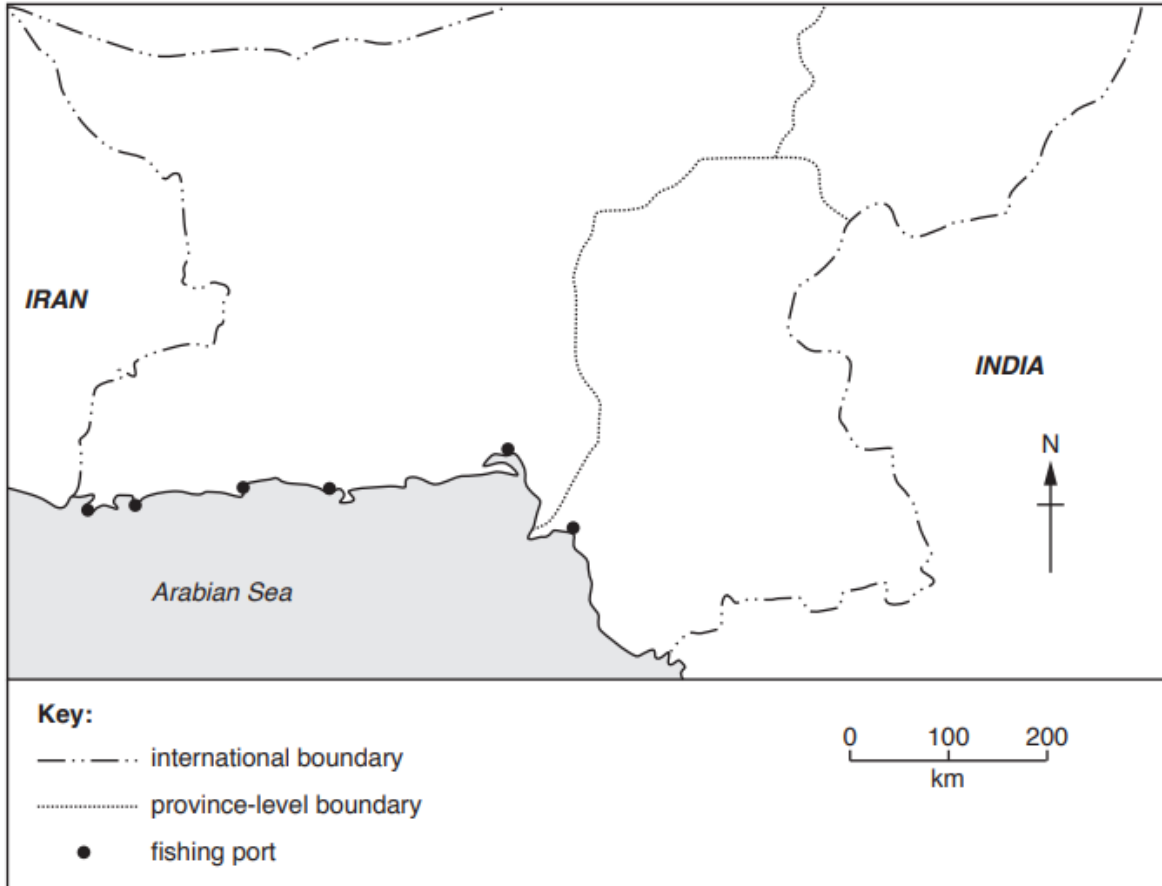 IRAN
INDIA
N
Arabian Sea
Key:
international boundary
province-level boundary
fishing port
0 100 200
km